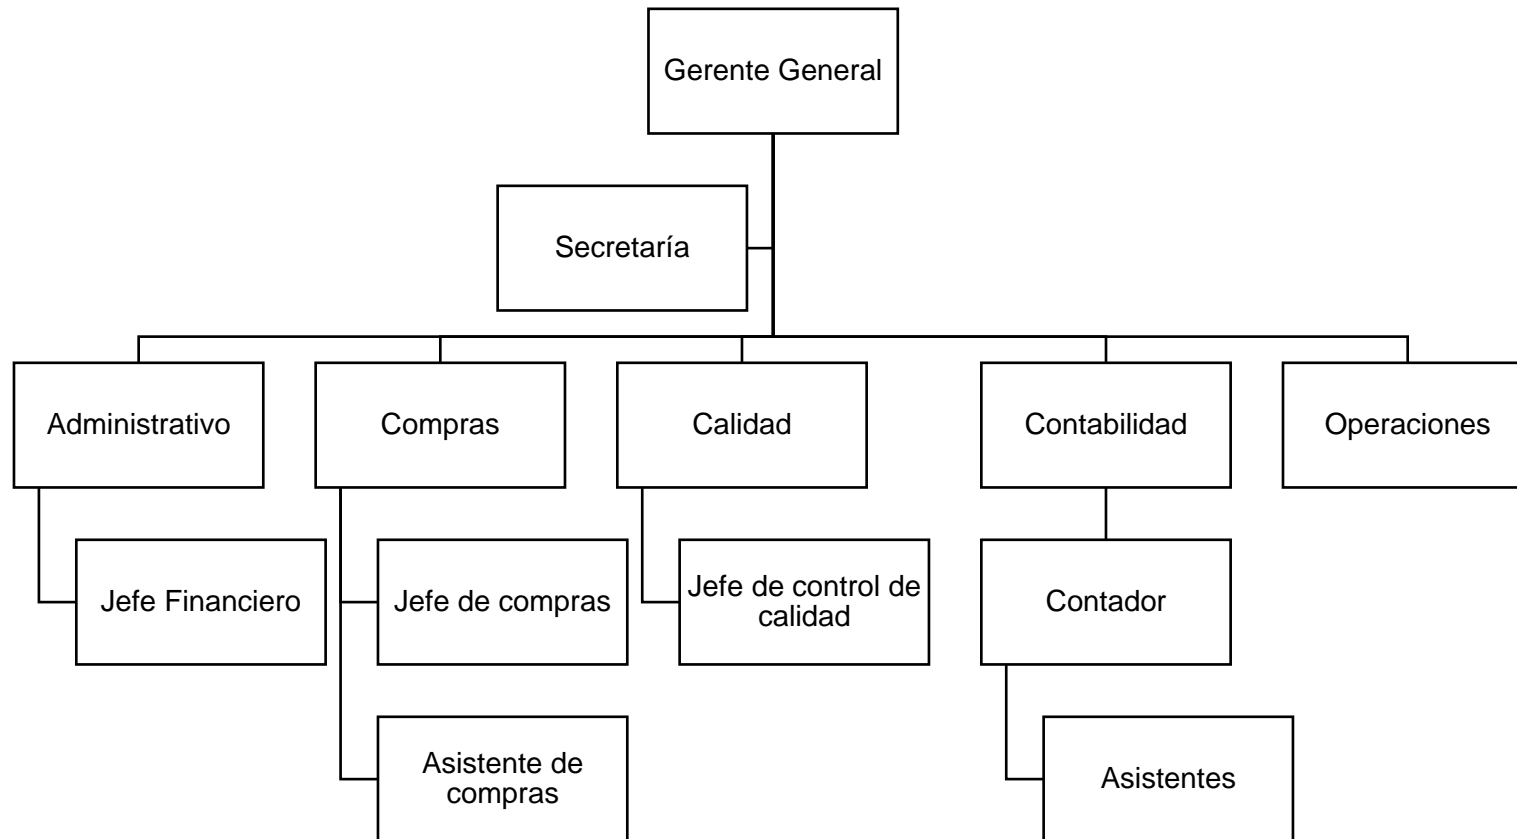 Gerente General
Secretaría
Administrativo
Compras
Calidad
Contabilidad
Operaciones
Jefe Financiero
Jefe de compras
Jefe de control de
calidad
Contador
Asistente de
compras
Asistentes